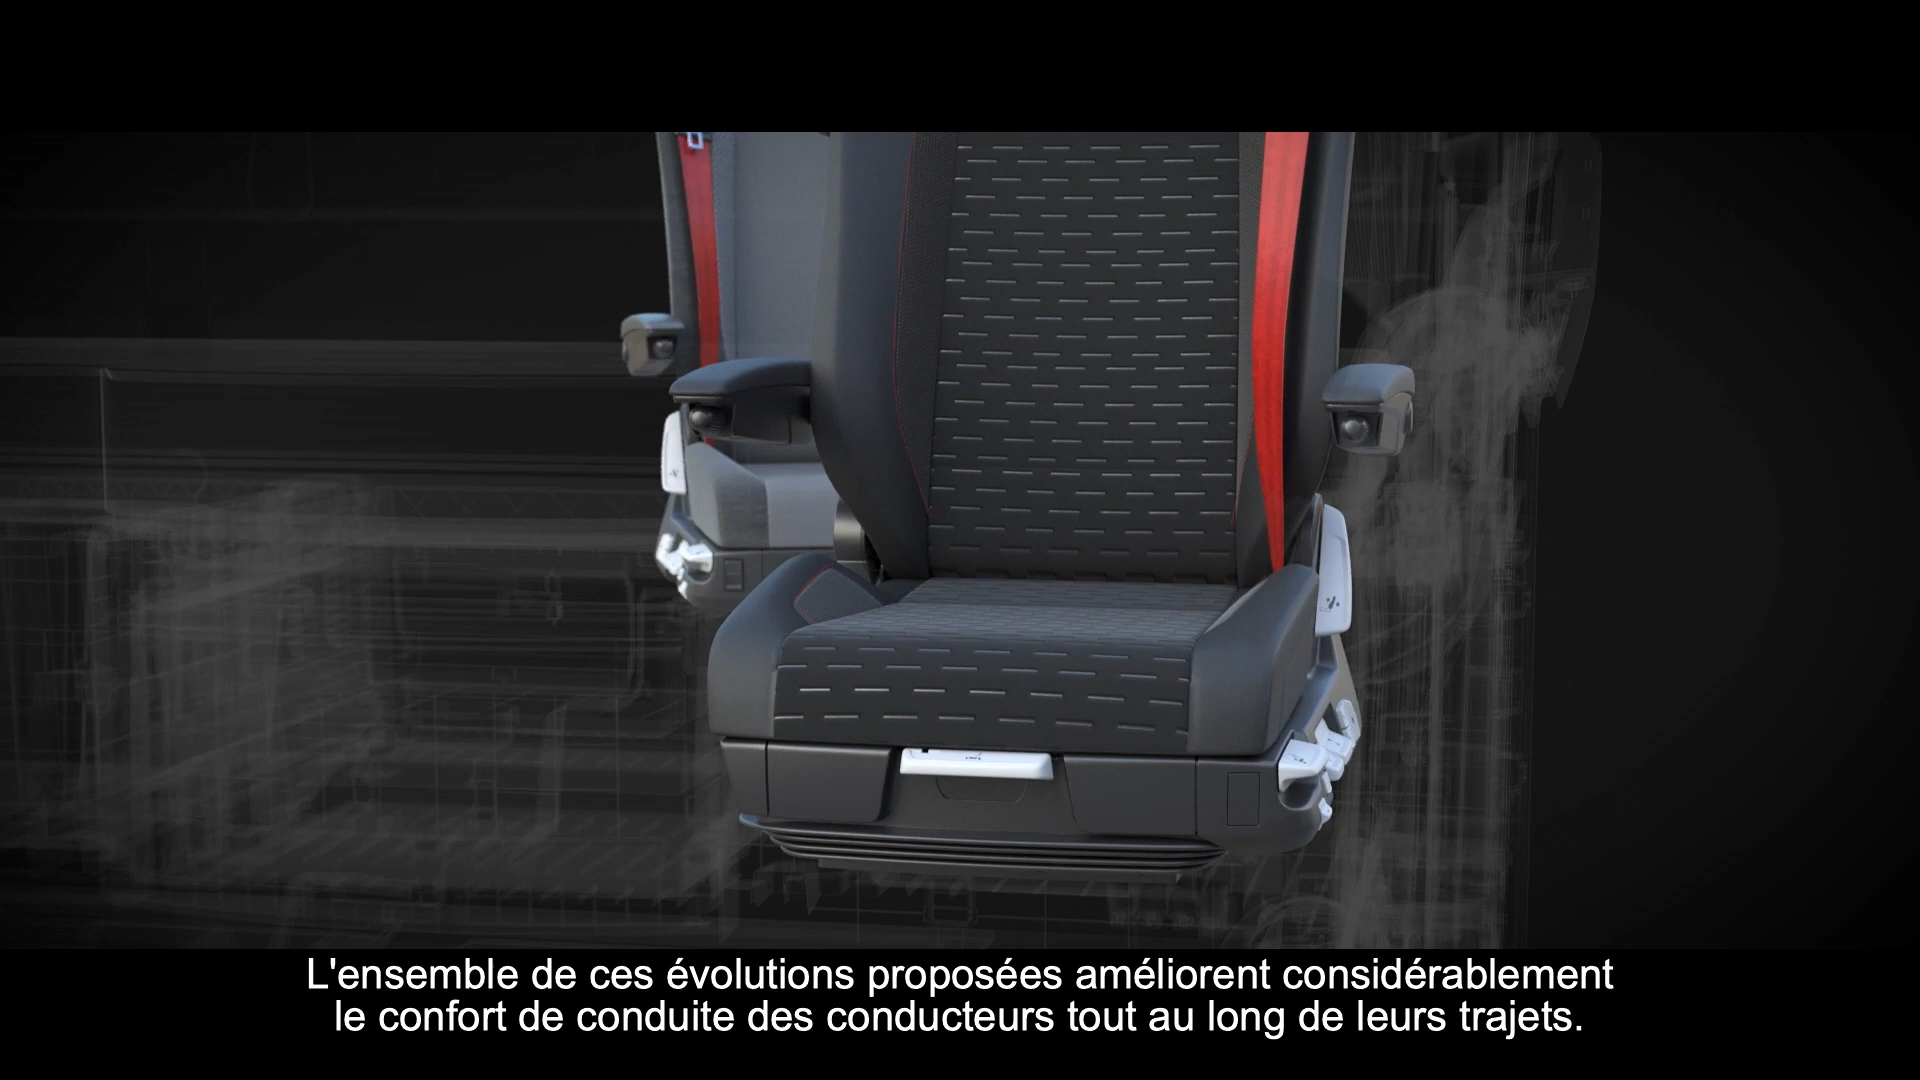 L'ensemble de ces évolutions proposées améliorent considérablement
le confort de conduite des conducteurs tout au long de leurs trajets.